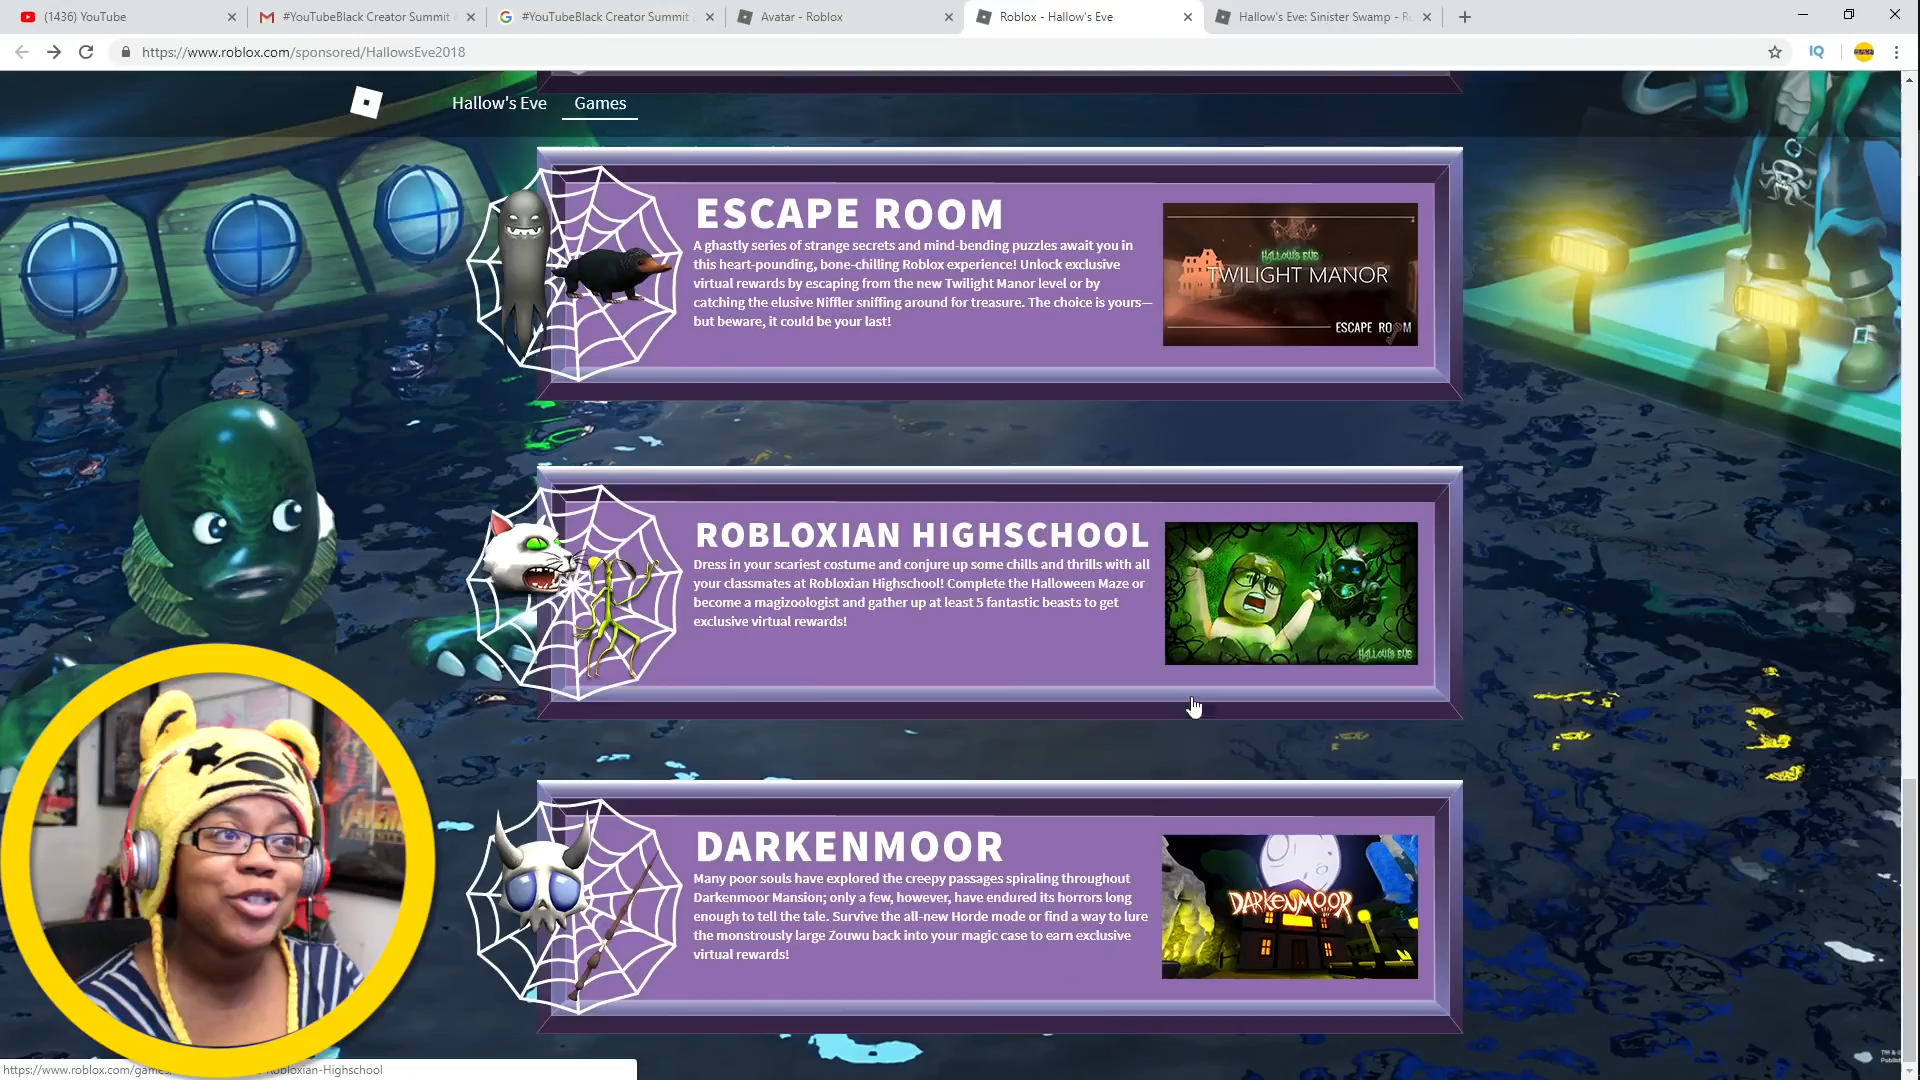 (1436) YouTube
#YouTubeBlack Creator Summit
#YouTubeBlack Creator Summit
Avatar - Roblox
Roblox - Hallow's Eve
Hallow's Eve: Sinister Swamp - R
https://www.roblox.com/sponsored/HallowsEve2018
IQ
Hallow's Eve
Games
ESCAPE ROOM
A ghastly series of strange secrets and mind-bending puzzles await you in
this heart-pounding, bone-chilling Roblox experience! Unlock exclusive
virtual rewards by escaping from the new Twilight Manor level or by
catching the elusive Niffler sniffing around for treasure. The choice is yours—
but beware, it could be your last!
HALLOW'S EVE
TWILIGHT MANOR
ESCAPE ROOM
ROBLOXIAN HIGHSCHOOL
Dress in your scariest costume and conjure up some chills and thrills with all
your classmates at Robloxian Highschool! Complete the Halloween Maze or
become a magizoologist and gather up at least 5 fantastic beasts to get
exclusive virtual rewards!
HALLOW'S EVE
DARKENMOOR
Many poor souls have explored the creepy passages spiraling throughout
Darkenmoor Mansion; only a few, however, have endured its horrors long
enough to tell the tale. Survive the all-new Horde mode or find a way to lure
the monstrously large Zouwu back into your magic case to earn exclusive
virtual rewards!
DARKENMOOR
https://www.roblox.com/games
Robloxian-Highschool